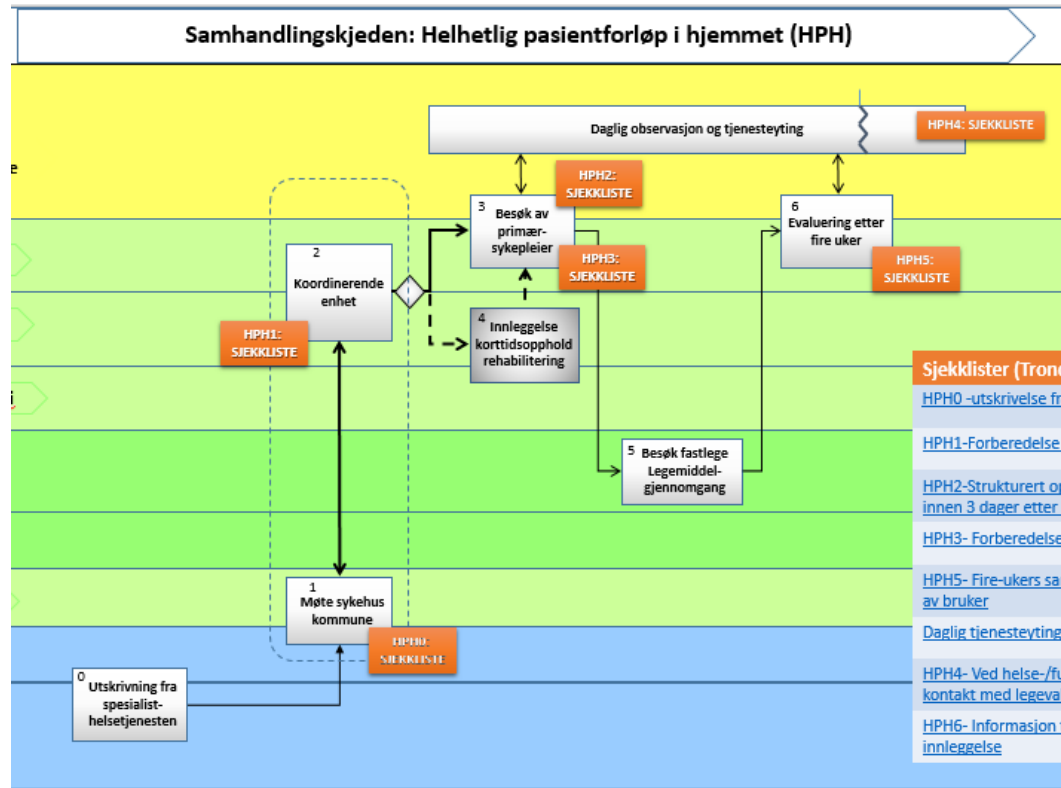 Samhandlingskjeden: Helhetlig pasientforløp i hjemmet (HPH)
Daglig observasjon og tjenesteyting
HPH4: SJEKKLISTE
e
HPH2:
SJEKKLISTE
3
Besøk av
primær-
sykepleier
6
Evaluering etter
fire uker
2
Koordinerende
enhet
HPH3:
SJEKKLISTE
HPH5:
SJEKKLISTE
HPH1:
SJEKKLISTE
4
Innleggelse
korttidsopphold
rehabilitering
i
5
Besøk fastlege
Legemiddel-
gjennomgang
1
Møte sykehus
kommune
HPH0:
SJEKKLISTE
0
Utskrivning fra
spesialist-
helsetjenesten
Sjekklister (Trond
HPH0 -utskrivelse fr
HPH1-Forberedelse
HPH2-Strukturert op
innen 3 dager etter
HPH3- Forberedelse
HPH5- Fire-ukers sa
av bruker
Daglig tjenesteyting
HPH4- Ved helse-/fu
kontakt med legeva
HPH6- Informasjon
innleggelse